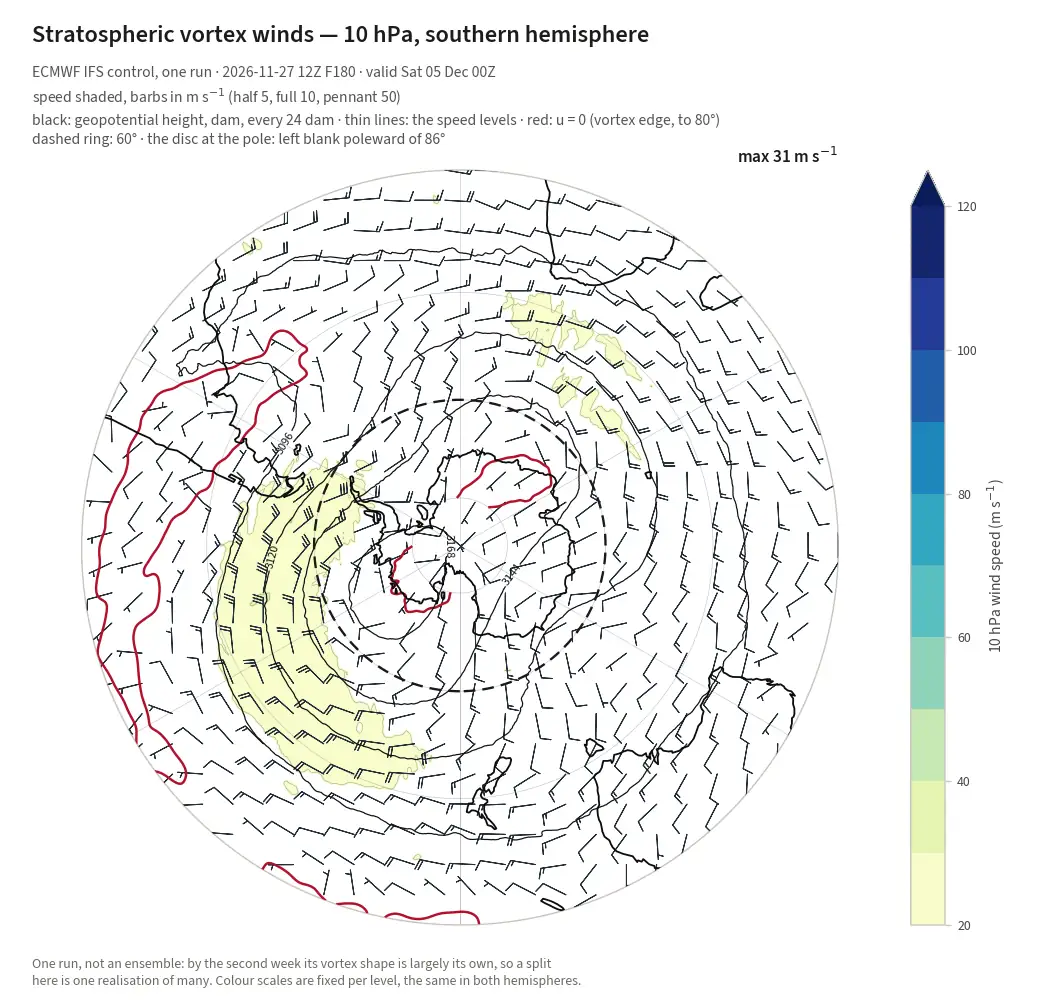 Stratospheric vortex winds — 10 hPa, southern hemisphere
ECMWF IFS control, one run · 2026-11-27 12Z F180 · valid Sat 05 Dec 00Z
speed shaded, barbs in m s⁻¹ (half 5, full 10, pennant 50)
black: geopotential height, dam, every 24 dam · thin lines: the speed levels · red: u = 0 (vortex edge, to 80°)
dashed ring: 60° · the disc at the pole: left blank poleward of 86°
max 31 m s⁻¹
120
100
80
60
40
20
10 hPa wind speed (m s⁻¹)
3096
3120
3168
One run, not an ensemble: by the second week its vortex shape is largely its own, so a split
here is one realisation of many. Colour scales are fixed per level, the same in both hemispheres.